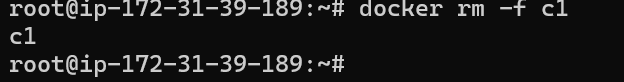 root@ip-172-31-39-189:~# docker rm -f c1
c1
root@ip-172-31-39-189:~#